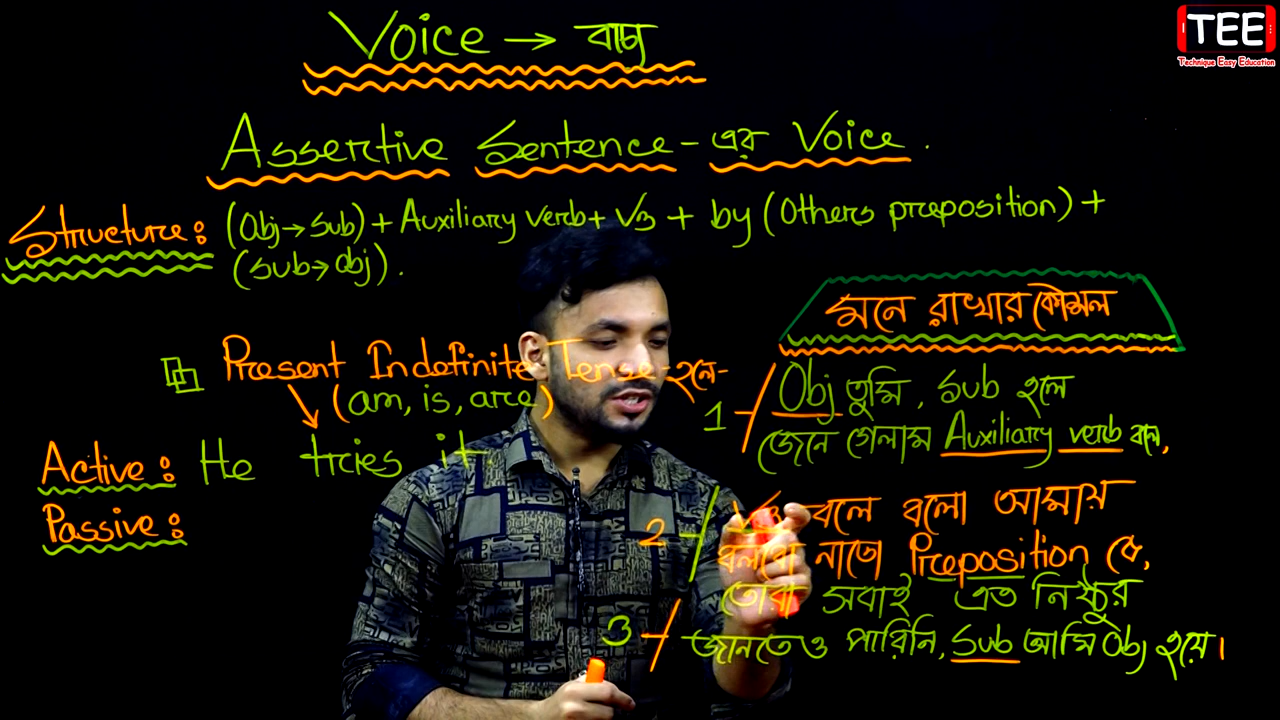 Voice → বাচ্য
TEE
Technique Easy Education
Assertive Sentence - এর Voice.
Structure: (Obj→Sub) + Auxiliary verb + V3 + by (Others preposition) +
(Sub→Obj).
মনে রাখার কৌশল
Present Indefinite Tense হলে-
(am, is, are)
Active: He tries it.
Passive:
1 Obj তুমি, Sub হলে
জেনে গেলাম Auxiliary verb বলে,
2 V3 বলে বলো আমায়
বলবো নাতো Preposition কে,
তোরা সবাই এত নিষ্ঠুর
3 জানতেও পারিনি, Sub আমি Obj হয়ে।